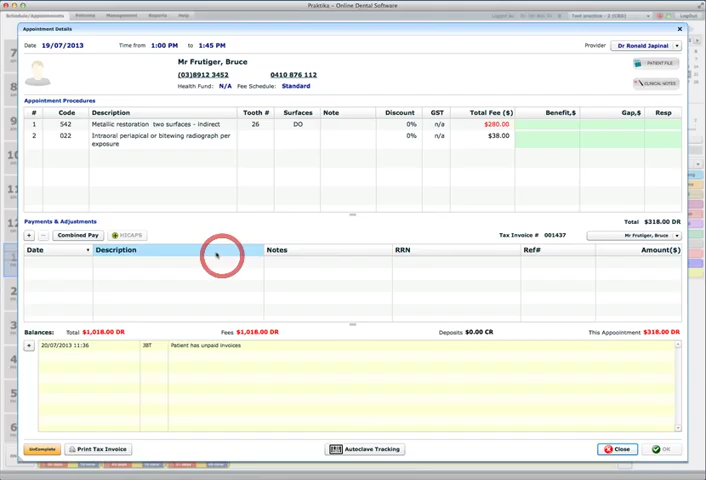 Praktika - Online Dental Software
Schedule/Appointments Reviews Management Reports Help
Appointment Details
Date 19/07/2013 Time from 1:00 PM to 1:45 PM Provider Dr Ronald Japinal
Mr Frutiger, Bruce
(03)8912 3452 0410 876 112
Health Fund: N/A Fee Schedule: Standard
PATIENT FILE
CLINICAL NOTES
Appointment Procedures
# Code Description Tooth # Surfaces Note Discount GST Total Fee ($) Benefit,$ Gap,$ Resp
1 542 Metallic restoration two surfaces - indirect 26 DO 0% n/a $280.00
2 022 Intraoral periapical or bitewing radiograph per exposure 0% n/a $38.00
Payments & Adjustments Total $318.00 DR
+ - Combined Pay HICAPS Tax Invoice # 001437 Mr Frutiger, Bruce
Date Description Notes RRN Ref# Amount($)
Balances: Total $1,018.00 DR Fees $1,018.00 DR Deposits $0.00 CR This Appointment $318.00 DR
+ 20/07/2013 11:36 JBT Patient has unpaid invoices
UnComplete Print Tax Invoice Autoclave Tracking Close OK